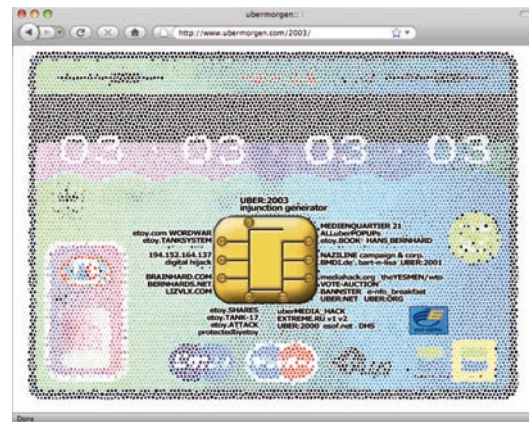 ubermorgen:: :
http://www.ubermorgen.com/2003/
03 03 03 03
UBER:2003
injunction generator
etoy.com WORDWAR
etoy.TANKSYSTEM
194.152.164.137
digital hijack
BRAINHARD.COM
BERNHARDS.NET
LIZVLX.COM
etoy.SHARES
etoy.TANK-17
etoy.ATTACK
protectedbyetoy
MEDIENQUARTIER 21
ALLuberPOPUPs
etoy.BOOK HANS_BERNHARD
NAZILINE campaign & corp.
BMDI.de bart-n-lisa UBER:2001
mediahack.org theYESMEN/wto
VOTE-AUCTION
BANNSTER e-nfo_breakfast
UBER:NET UBER:ORG
uberMEDIA_HACK
EXTREME.RU v1 v2
UBER:2000 esof.net DHS
Done